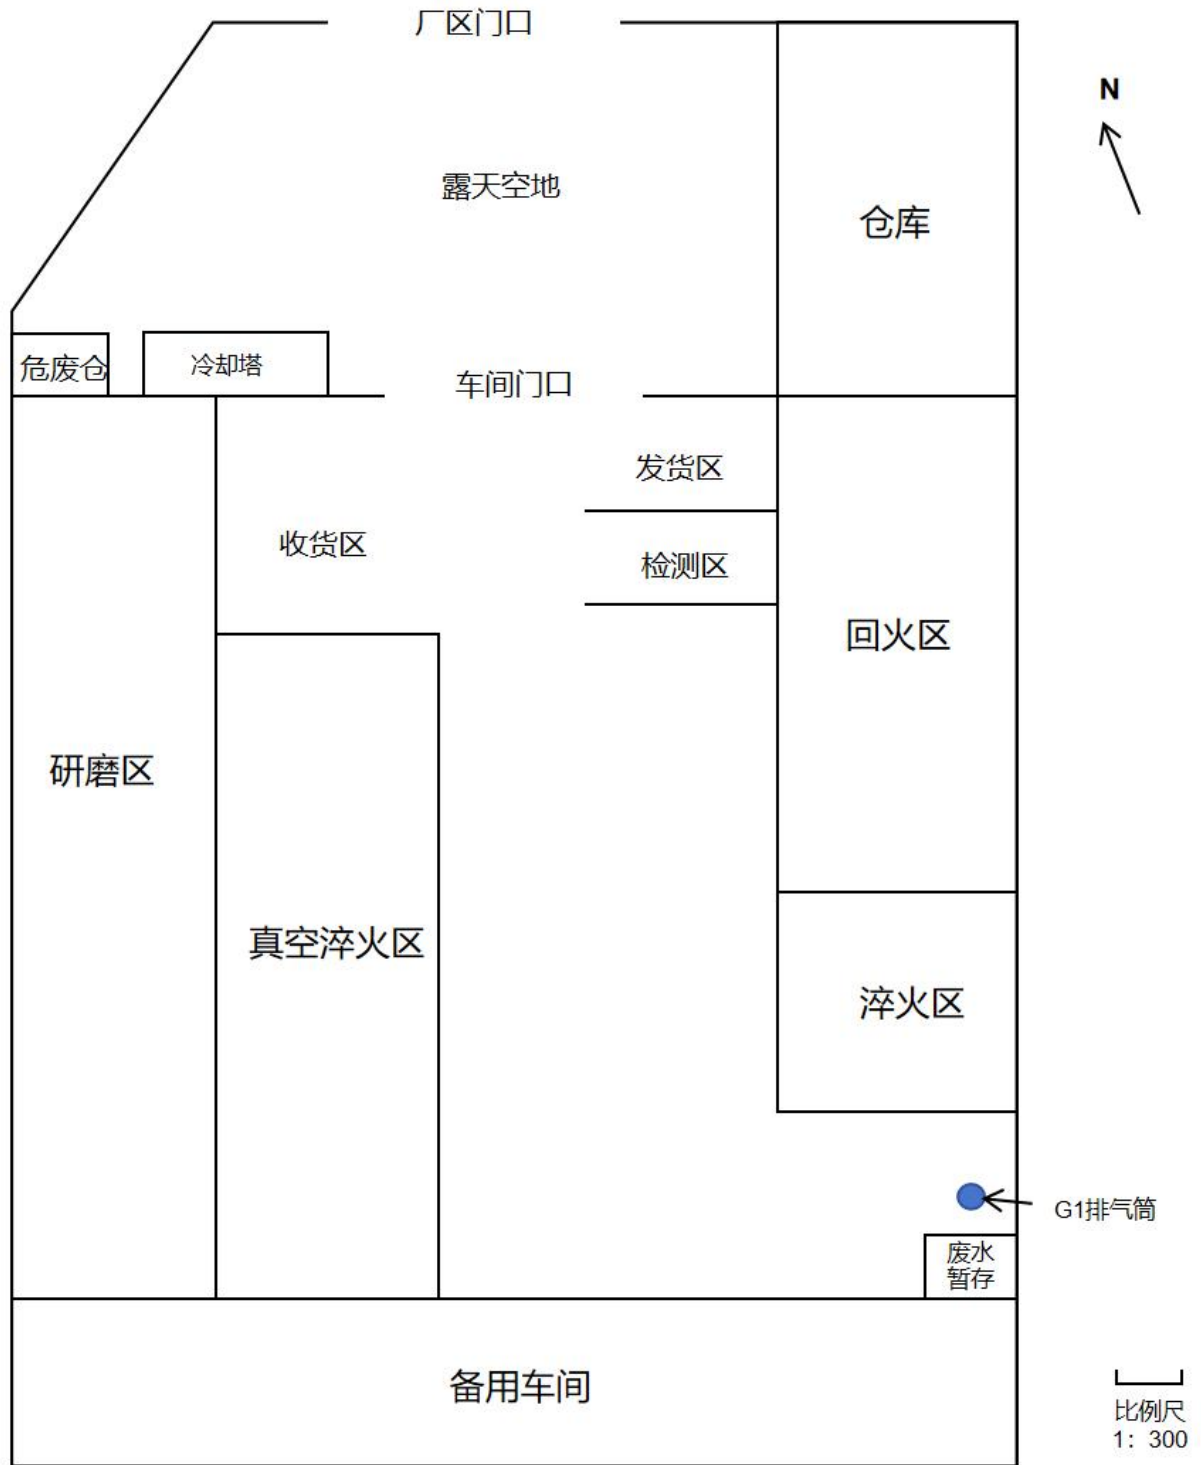 厂区门口
N
露天空地
仓库
危废仓
冷却塔
车间门口
发货区
收货区
检测区
回火区
研磨区
真空淬火区
淬火区
G1排气筒
废水
暂存
备用车间
比例尺
1：300